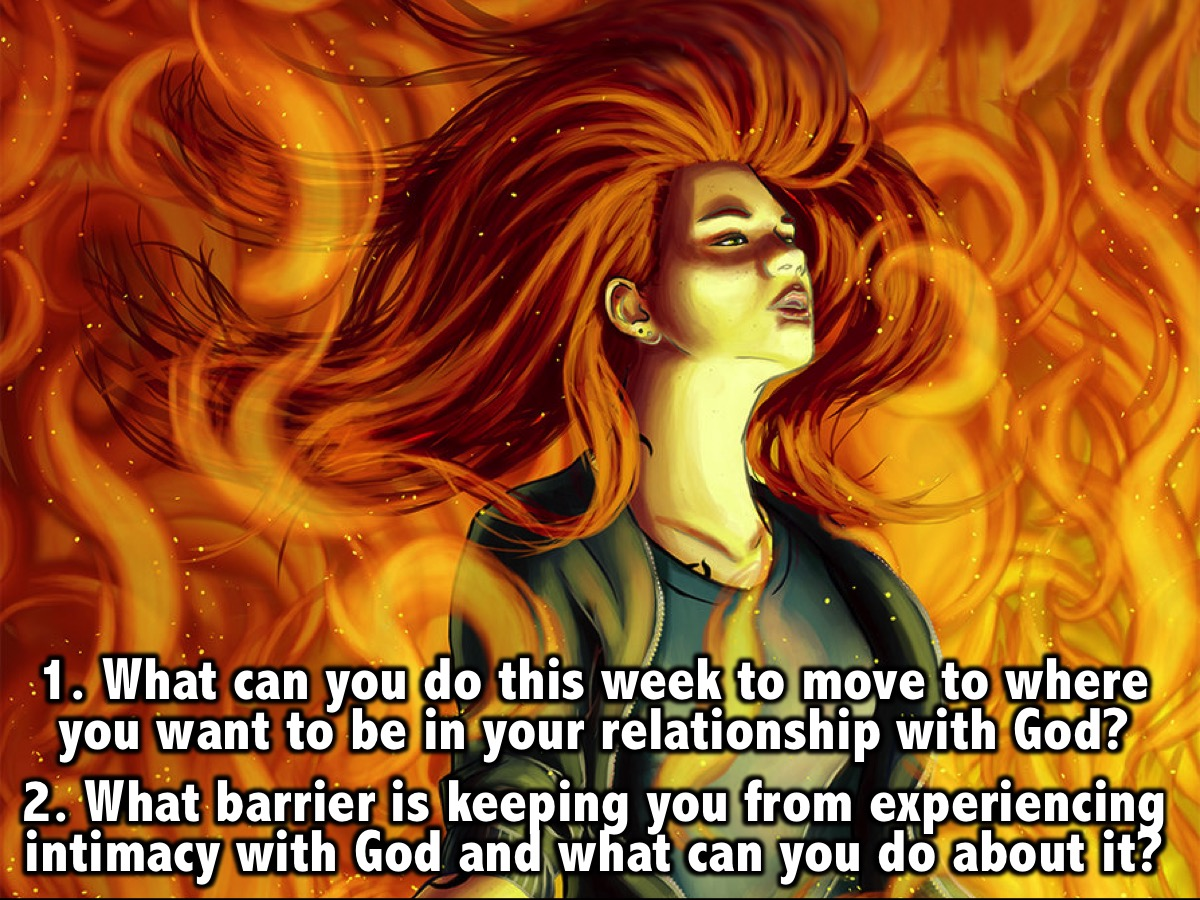 1. What can you do this week to move to where
you want to be in your relationship with God?
2. What barrier is keeping you from experiencing
intimacy with God and what can you do about it?